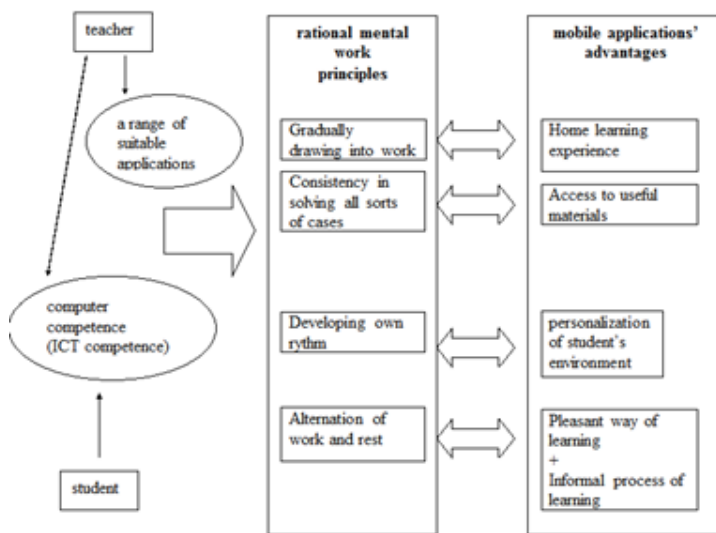 teacher
a range of
suitable
applications
computer
competence
(ICT competence)
student
rational mental
work
principles
Gradually
drawing into work
Consistency in
solving all sorts
of cases
Developing own
rythm
Alternation of
work and rest
mobile applications’
advantages
Home learning
experience
Access to useful
materials
personalization
of student’s
environment
Pleasant way of
learning
+
Informal process of
learning